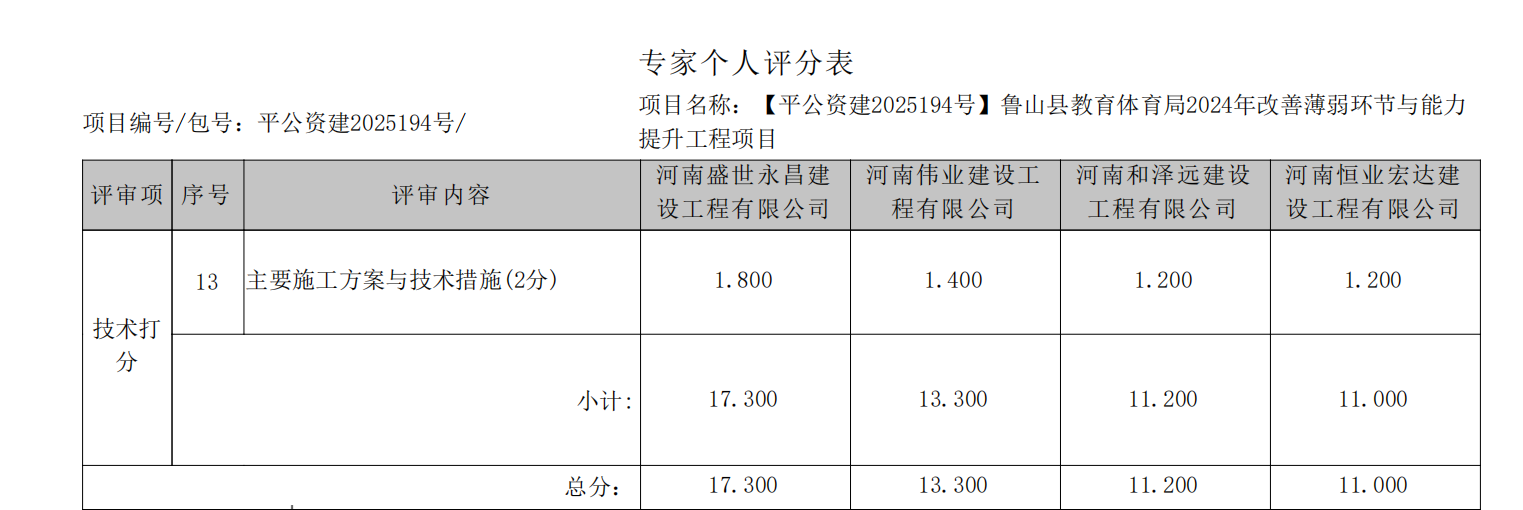 专家个人评分表
项目编号/包号：平公资建2025194号/
项目名称：【平公资建2025194号】鲁山县教育体育局2024年改善薄弱环节与能力
提升工程项目
评审项 序号 评审内容 河南盛世永昌建 河南伟业建设工 河南和泽远建设 河南恒业宏达建
设工程有限公司 程有限公司 工程有限公司 设工程有限公司
13 主要施工方案与技术措施(2分) 1.800 1.400 1.200 1.200
技术打
分
小计: 17.300 13.300 11.200 11.000
总分: 17.300 13.300 11.200 11.000